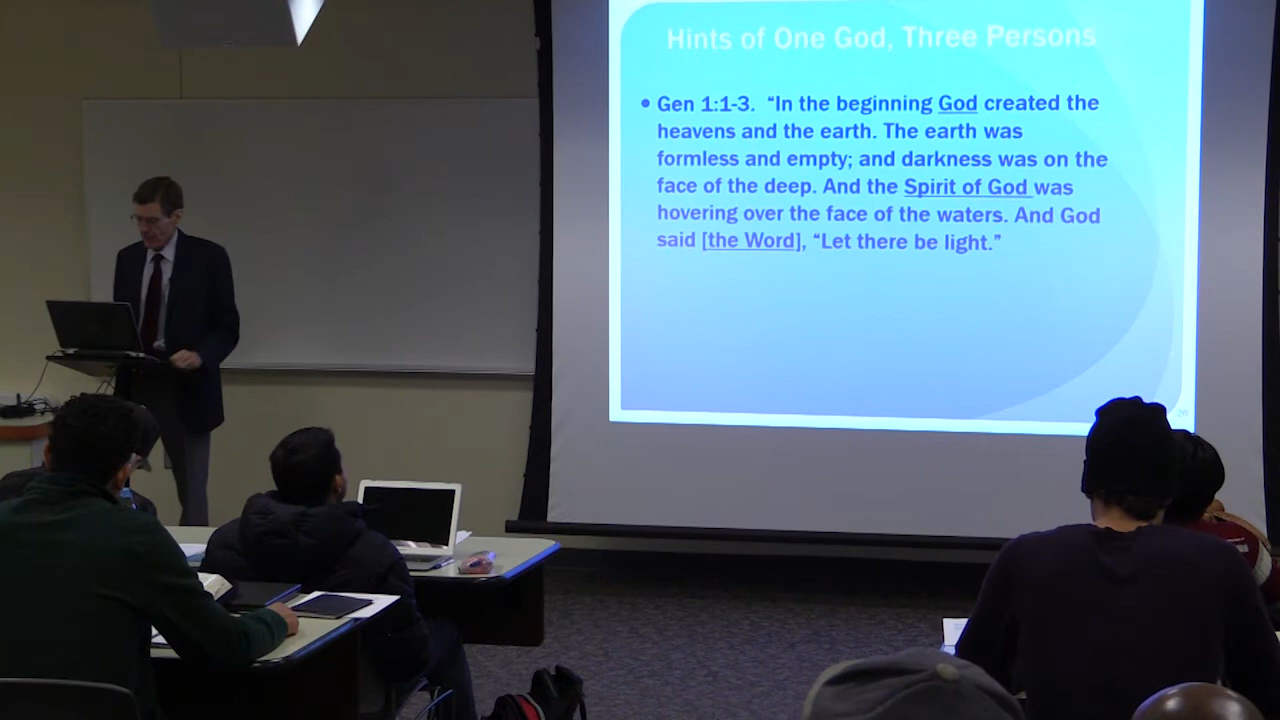 Hints of One God, Three Persons
• Gen 1:1-3. “In the beginning God created the
heavens and the earth. The earth was
formless and empty; and darkness was on the
face of the deep. And the Spirit of God was
hovering over the face of the waters. And God
said [the Word], “Let there be light.”